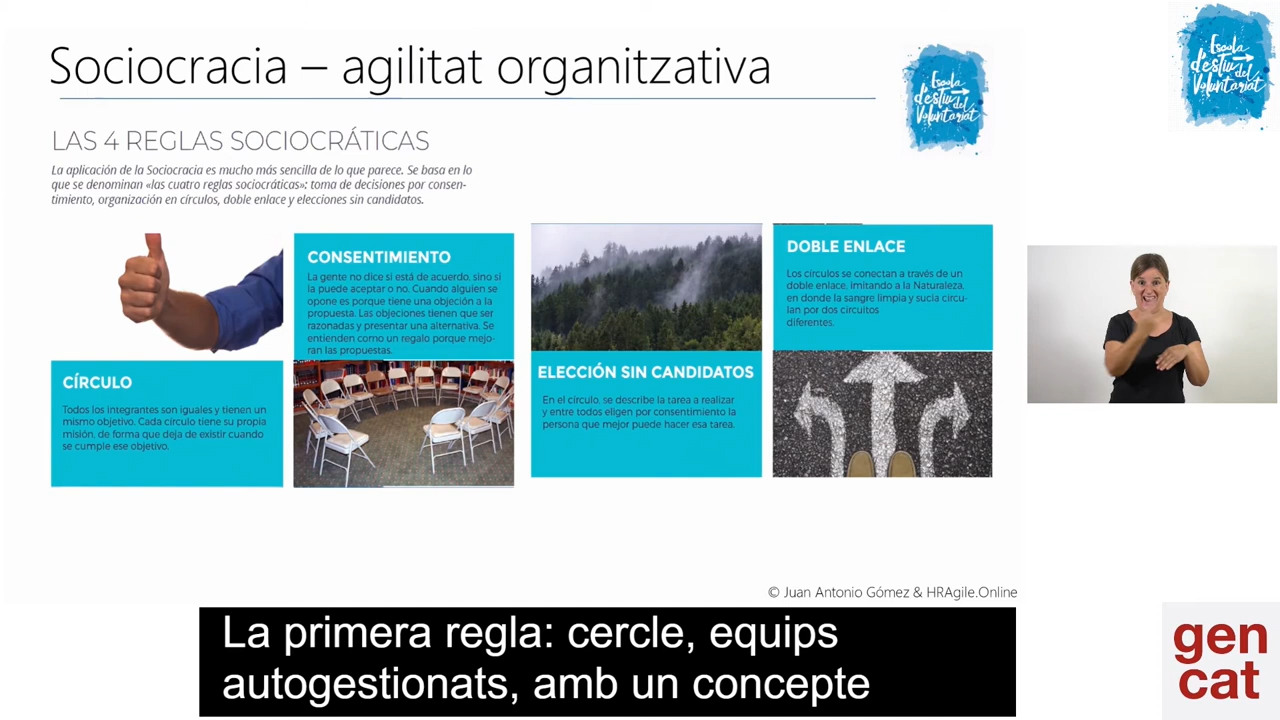 Sociocracia – agilitat organitzativa
Escola
d'estiu
del
Voluntariat
Escola
d'estiu
del
Voluntariat
LAS 4 REGLAS SOCIOCRÁTICAS
La aplicación de la Sociocracia es mucho más sencilla de lo que parece. Se basa en lo
que se denominan «las cuatro reglas sociocráticas»: toma de decisiones por consen-
timiento, organización en círculos, doble enlace y elecciones sin candidatos.
CÍRCULO
Todos los integrantes son iguales y tienen un
mismo objetivo. Cada círculo tiene su propia
misión, de forma que deja de existir cuando
se cumple ese objetivo.
CONSENTIMIENTO
La gente no dice si está de acuerdo, sino si
la puede aceptar o no. Cuando alguien se
opone es porque tiene una objeción a la
propuesta. Las objeciones tienen que ser
razonadas y presentar una alternativa. Se
entienden como un regalo porque mejo-
ran las propuestas.
ELECCIÓN SIN CANDIDATOS
En el círculo, se describe la tarea a realizar
y entre todos eligen por consentimiento la
persona que mejor puede hacer esa tarea.
DOBLE ENLACE
Los círculos se conectan a través de un
doble enlace, imitando a la Naturaleza,
en donde la sangre limpia y sucia circu-
lan por dos circuitos
diferentes.
© Juan Antonio Gómez & HRAgile.Online
La primera regla: cercle, equips
autogestionats, amb un concepte
gen
cat